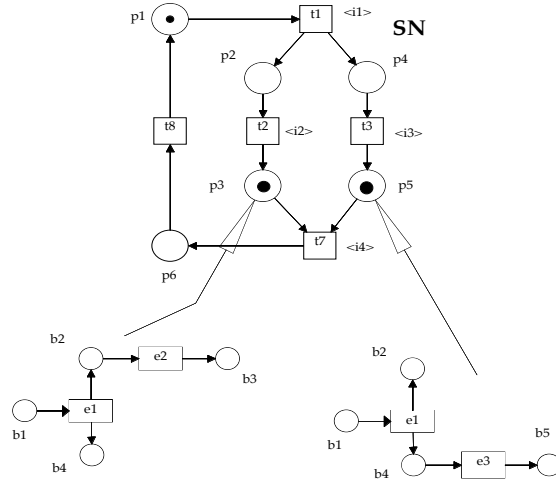 p1
t1
<i1>
SN
p2
p4
t8
t2
<i2>
t3
<i3>
p3
p5
t7
<i4>
p6
b2
e2
b3
e1
b1
b4
b2
e1
b1
b5
b4
e3